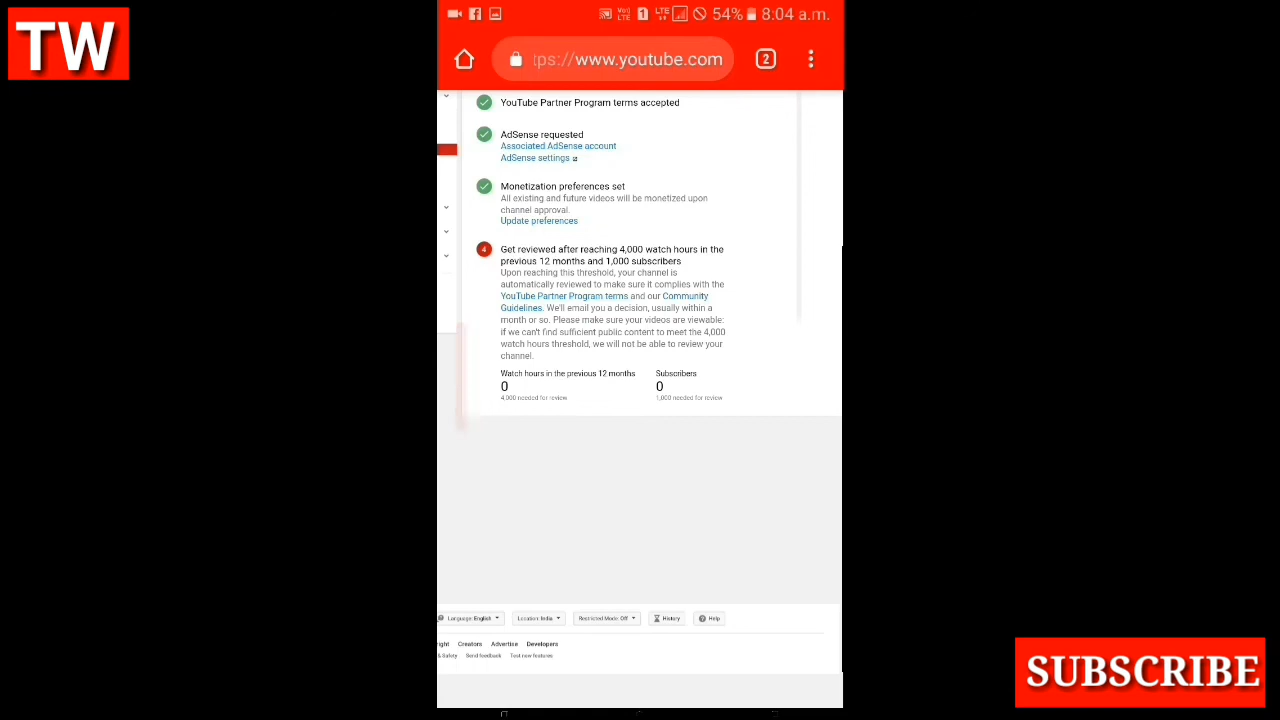 TW
Vo)
LTE
1
LTE
54%
8:04 a.m.
tps://www.youtube.com
2
YouTube Partner Program terms accepted
AdSense requested
Associated AdSense account
AdSense settings
Monetization preferences set
All existing and future videos will be monetized upon
channel approval.
Update preferences
4
Get reviewed after reaching 4,000 watch hours in the
previous 12 months and 1,000 subscribers
Upon reaching this threshold, your channel is
automatically reviewed to make sure it complies with the
YouTube Partner Program terms and our Community
Guidelines. We'll email you a decision, usually within a
month or so. Please make sure your videos are viewable:
if we can't find sufficient public content to meet the 4,000
watch hours threshold, we will not be able to review your
channel.
Watch hours in the previous 12 months
Subscribers
0
0
4,000 needed for review
1,000 needed for review
Language: English
Location: India
Restricted Mode: Off
History
Help
right Creators Advertise Developers
& Safety Send feedback Test new features
SUBSCRIBE